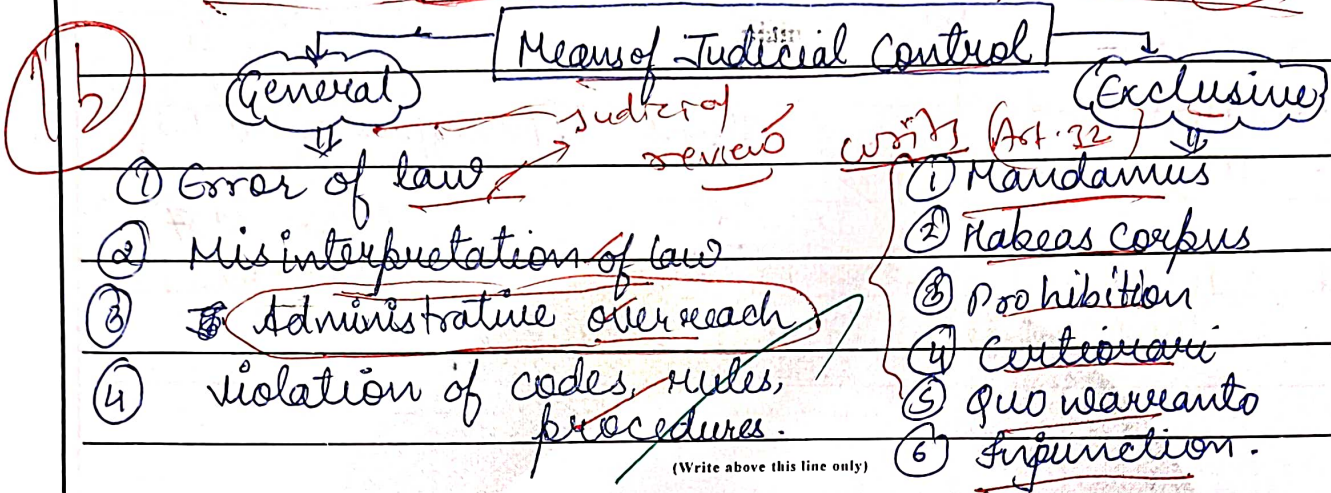 Means of Judicial Control
General
Exclusive
Judicial
review
writs (Art. 32)
① Error of law
② Misinterpretation of law
③ Administrative overreach
④ violation of codes, rules,
procedures.
① Mandamus
② Habeas corpus
③ Prohibition
④ Certiorari
⑤ Quo warranto
⑥ Injunction.
(Write above this line only)